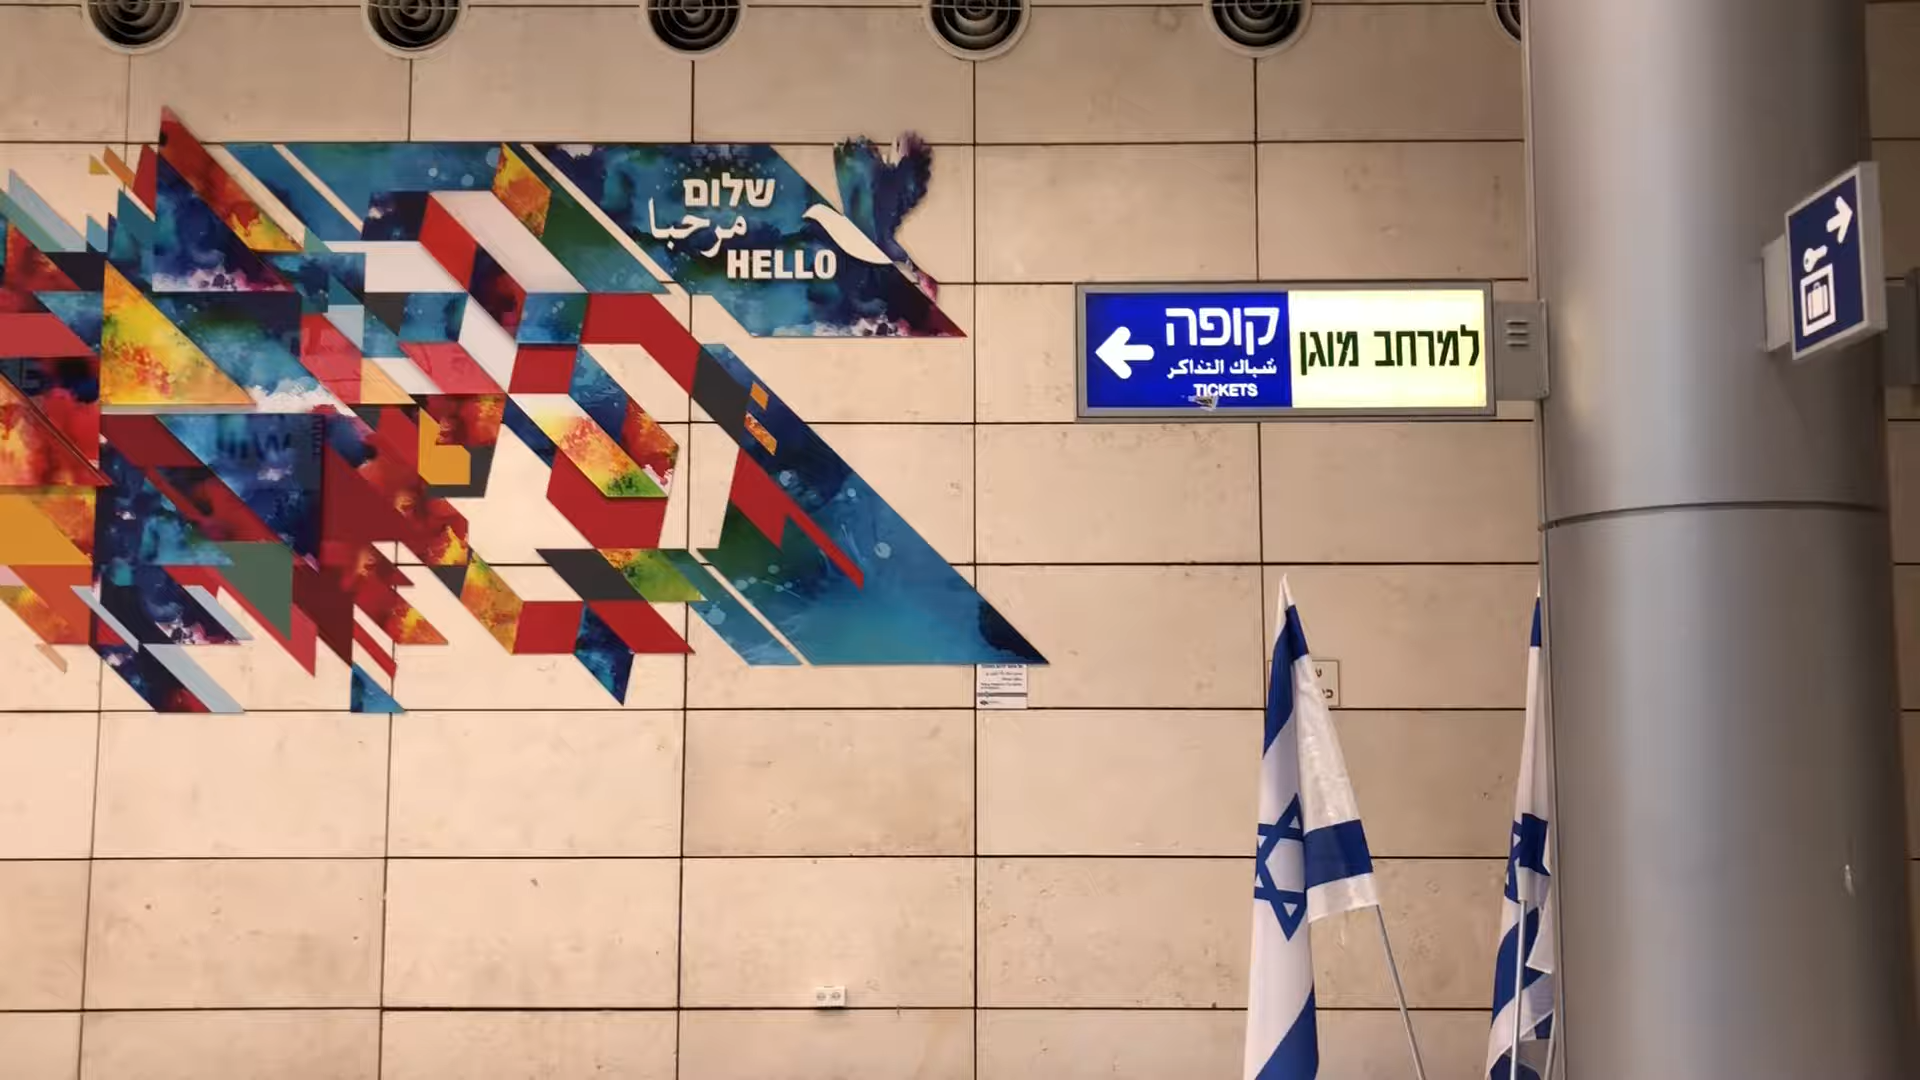 שלום
مرحبا
HELLO
קופה
شباك التذاكر
TICKETS
למרחב מוגן